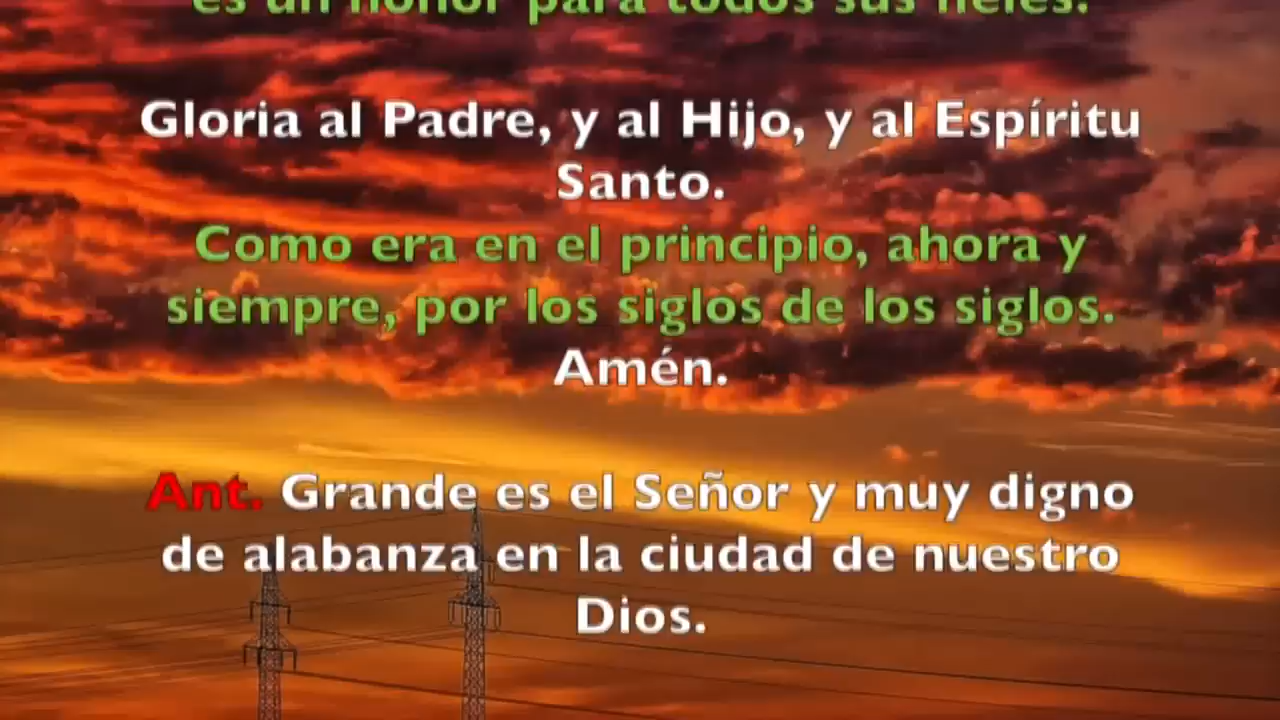 es un honor para todos sus fieles.
Gloria al Padre, y al Hijo, y al Espíritu
Santo.
Como era en el principio, ahora y
siempre, por los siglos de los siglos.
Amén.
Ant. Grande es el Señor y muy digno
de alabanza en la ciudad de nuestro
Dios.